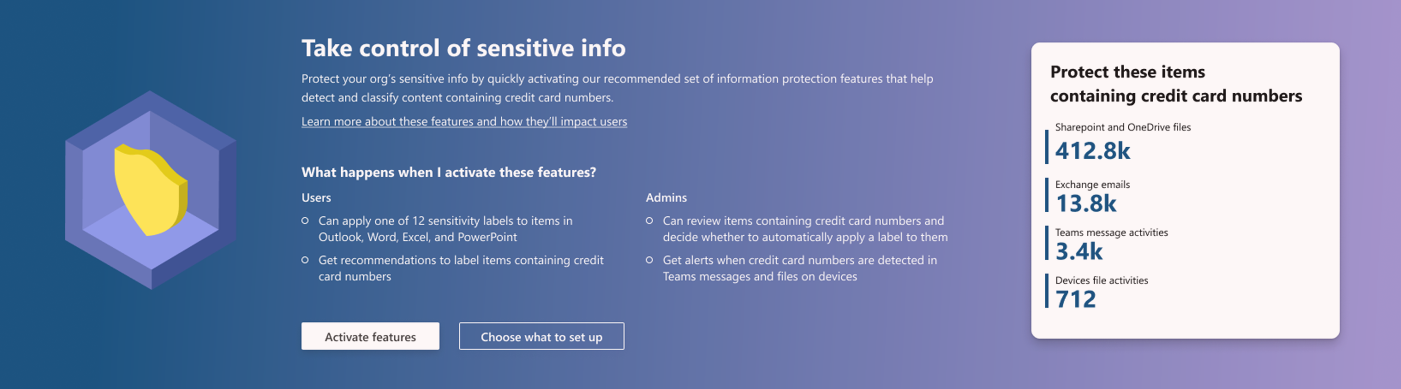 Take control of sensitive info
Protect your org's sensitive info by quickly activating our recommended set of information protection features that help
detect and classify content containing credit card numbers.
Learn more about these features and how they'll impact users
What happens when I activate these features?
Users
Can apply one of 12 sensitivity labels to items in
Outlook, Word, Excel, and PowerPoint
Get recommendations to label items containing credit
card numbers
Admins
Can review items containing credit card numbers and
decide whether to automatically apply a label to them
Get alerts when credit card numbers are detected in
Teams messages and files on devices
Activate features
Choose what to set up
Protect these items
containing credit card numbers
Sharepoint and OneDrive files
412.8k
Exchange emails
13.8k
Teams message activities
3.4k
Devices file activities
712